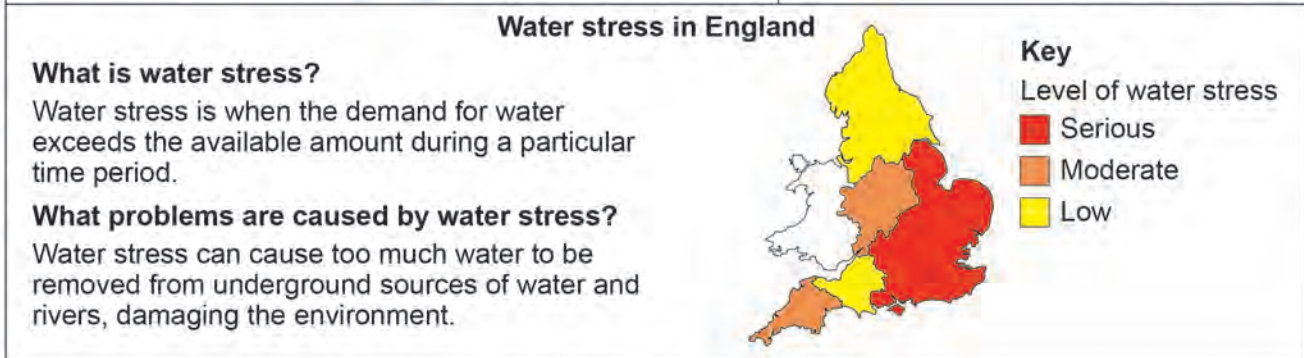 Water stress in England
What is water stress?
Water stress is when the demand for water
exceeds the available amount during a particular
time period.
What problems are caused by water stress?
Water stress can cause too much water to be
removed from underground sources of water and
rivers, damaging the environment.
Key
Level of water stress
Serious
Moderate
Low